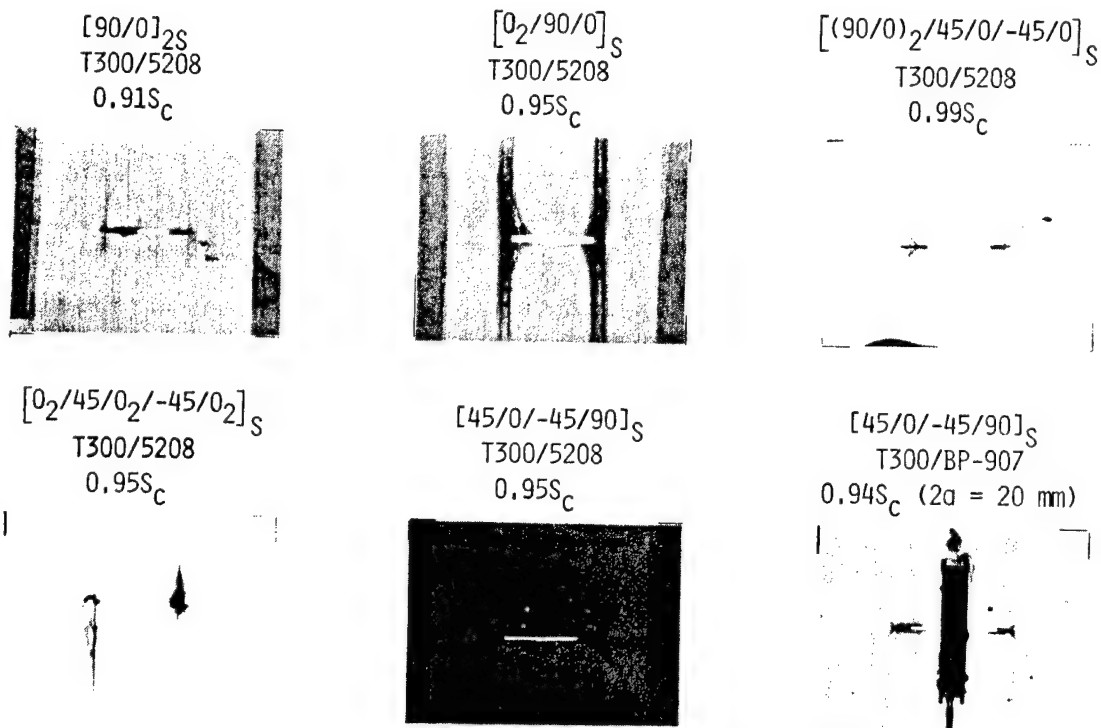 [90/0]2S
T300/5208
0.91SC
[02/90/0]S
T300/5208
0.95SC
[(90/0)2/45/0/-45/0]S
T300/5208
0.99SC
[02/45/02/-45/02]S
T300/5208
0.95SC
[45/0/-45/90]S
T300/5208
0.95SC
[45/0/-45/90]S
T300/BP-907
0.94SC (2a = 20 mm)